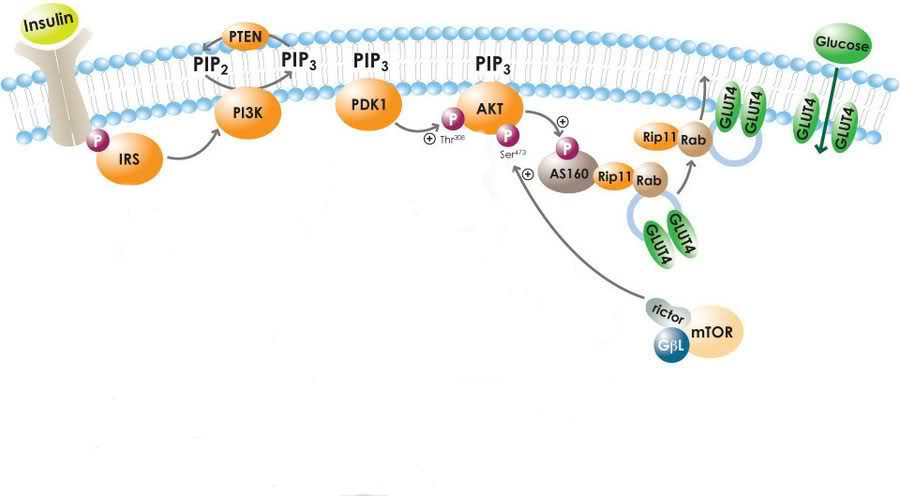 Insulin
P
IRS
PTEN
PIP2
PIP3
PI3K
PIP3
PDK1
PIP3
AKT
P
Thr308
P
Ser473
+
+
+
P
AS160
Rip11
Rab
GLUT4
GLUT4
Rip11
Rab
GLUT4
GLUT4
Glucose
GLUT4
GLUT4
rictor
mTOR
GβL